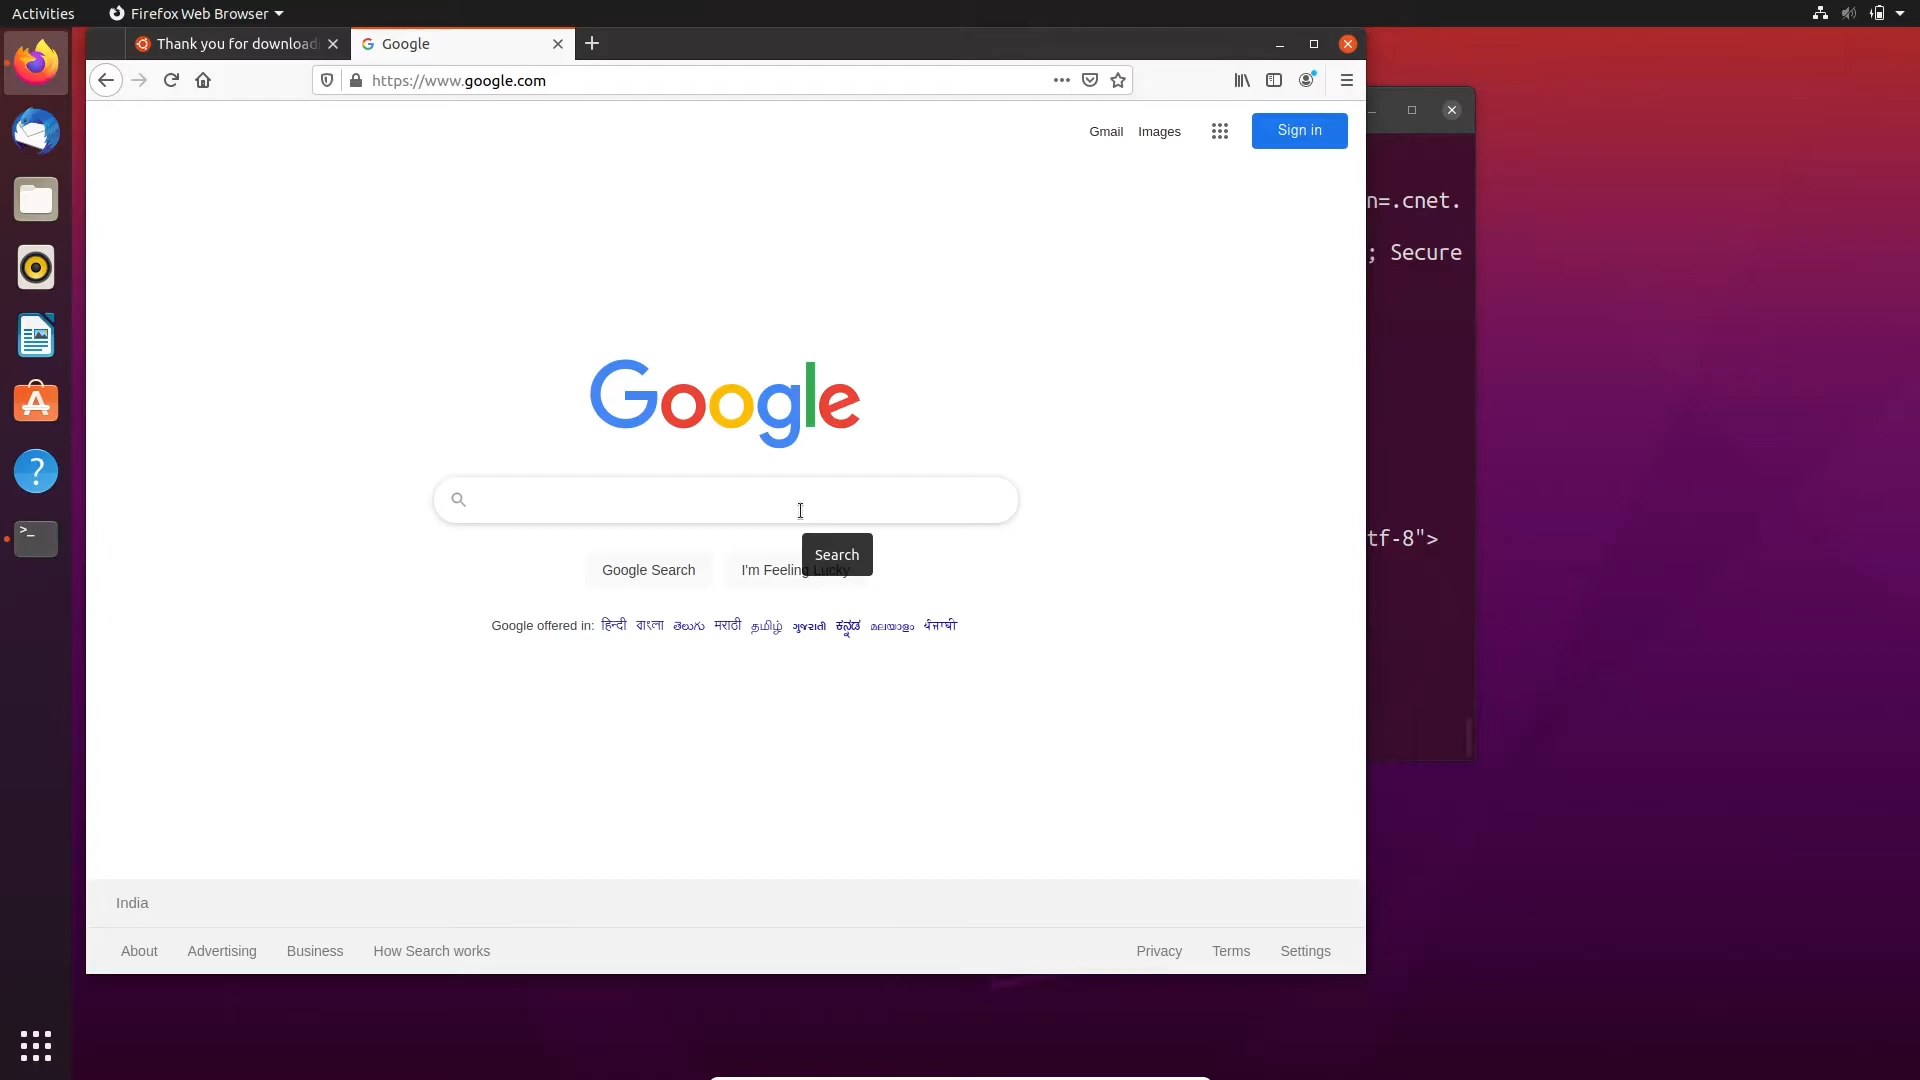 Activities Firefox Web Browser
Thank you for download Google
https://www.google.com
Gmail Images Sign in
n=.cnet.
; Secure
Google
Search
Google Search I'm Feeling Lucky
tf-8">
Google offered in: हिन्दी বাংলা తెలుగు मराठी தமிழ் ગુજરાતી ಕನ್ನಡ മലയാളം ਪੰਜਾਬੀ
India
About Advertising Business How Search works Privacy Terms Settings